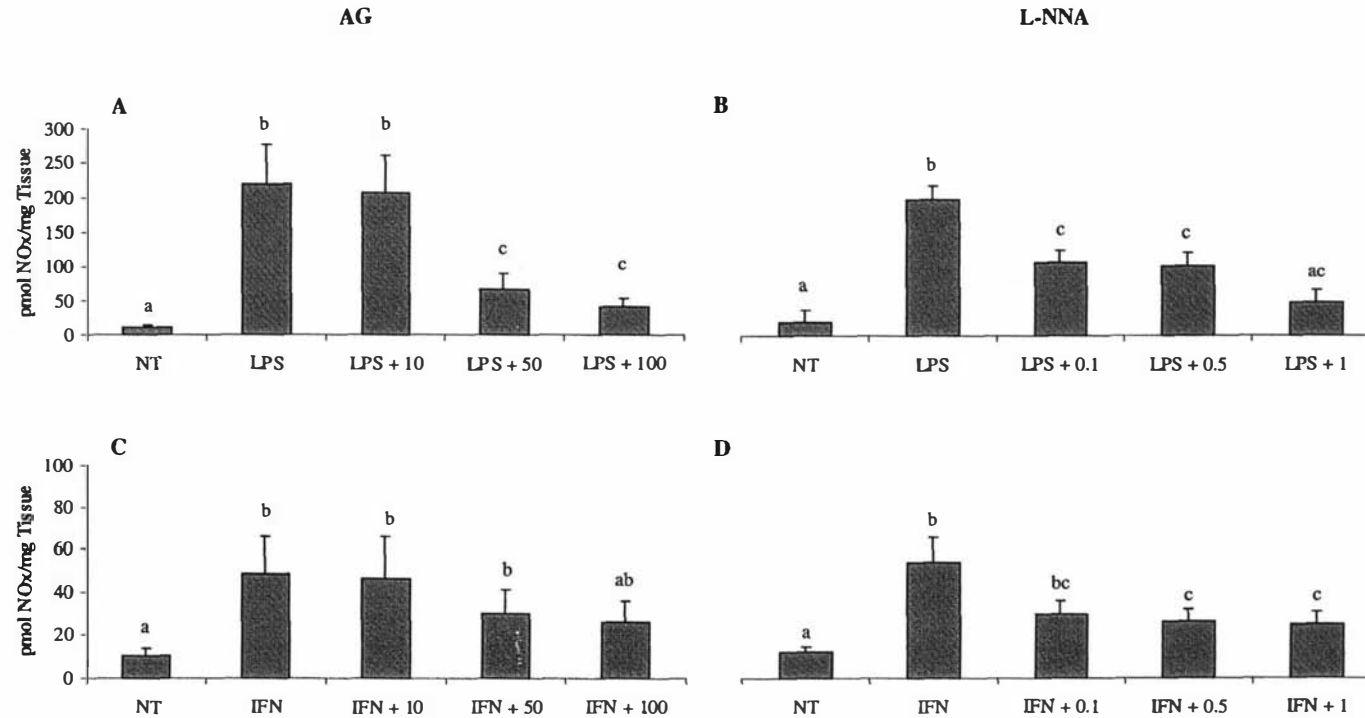 AG L-NNA
A B
b b
b
300
250
200
150
100
50
0
pmol NOx/mg Tissue
a c c
a c c ac
NT LPS LPS + 10 LPS + 50 LPS + 100
NT LPS LPS + 0.1 LPS + 0.5 LPS + 1
C D
100
80
60
40
20
0
pmol NOx/mg Tissue
a b b b ab
a b bc c c
NT IFN IFN + 10 IFN + 50 IFN + 100
NT IFN IFN + 0.1 IFN + 0.5 IFN + 1